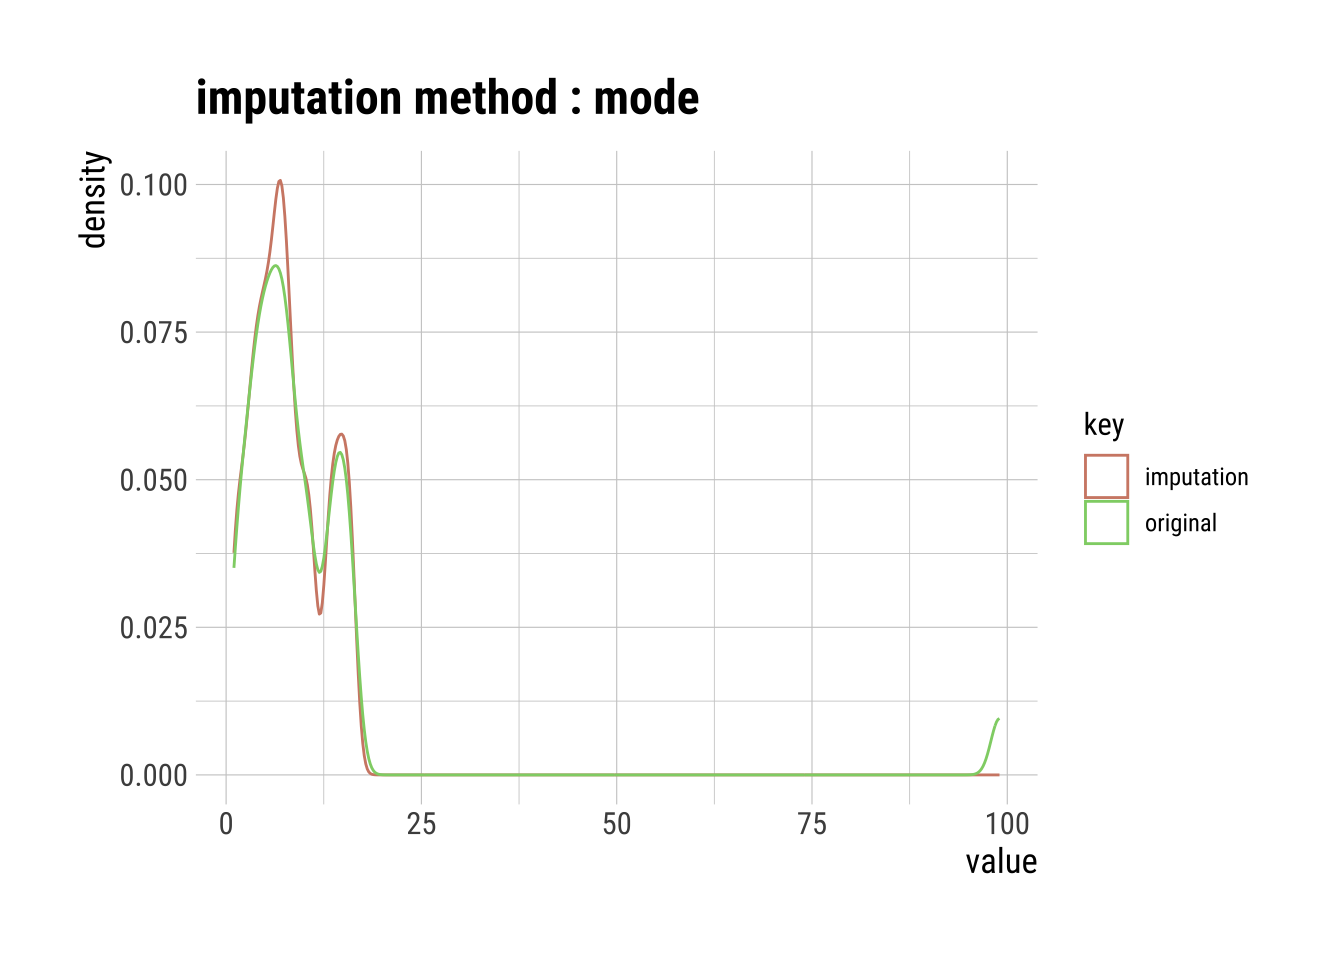 imputation method : mode
density
0.100
0.075
0.050
0.025
0.000
0 25 50 75 100
value
key
imputation
original